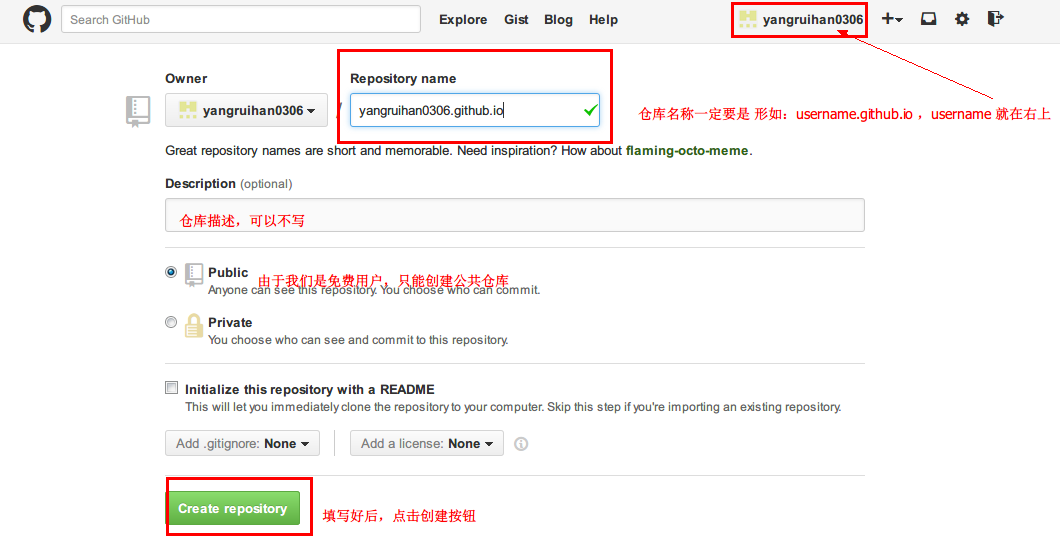 Search GitHub
Explore Gist Blog Help
yangruihan0306
Owner
Repository name
yangruihan0306
/
yangruihan0306.github.io
仓库名称一定要是 形如：username.github.io ，username 就在右上
Great repository names are short and memorable. Need inspiration? How about flaming-octo-meme.
Description (optional)
仓库描述，可以不写
Public
由于我们是免费用户，只能创建公共仓库
Anyone can see this repository. You choose who can commit.
Private
You choose who can see and commit to this repository.
Initialize this repository with a README
This will let you immediately clone the repository to your computer. Skip this step if you're importing an existing repository.
Add .gitignore: None
Add a license: None
Create repository
填写好后，点击创建按钮